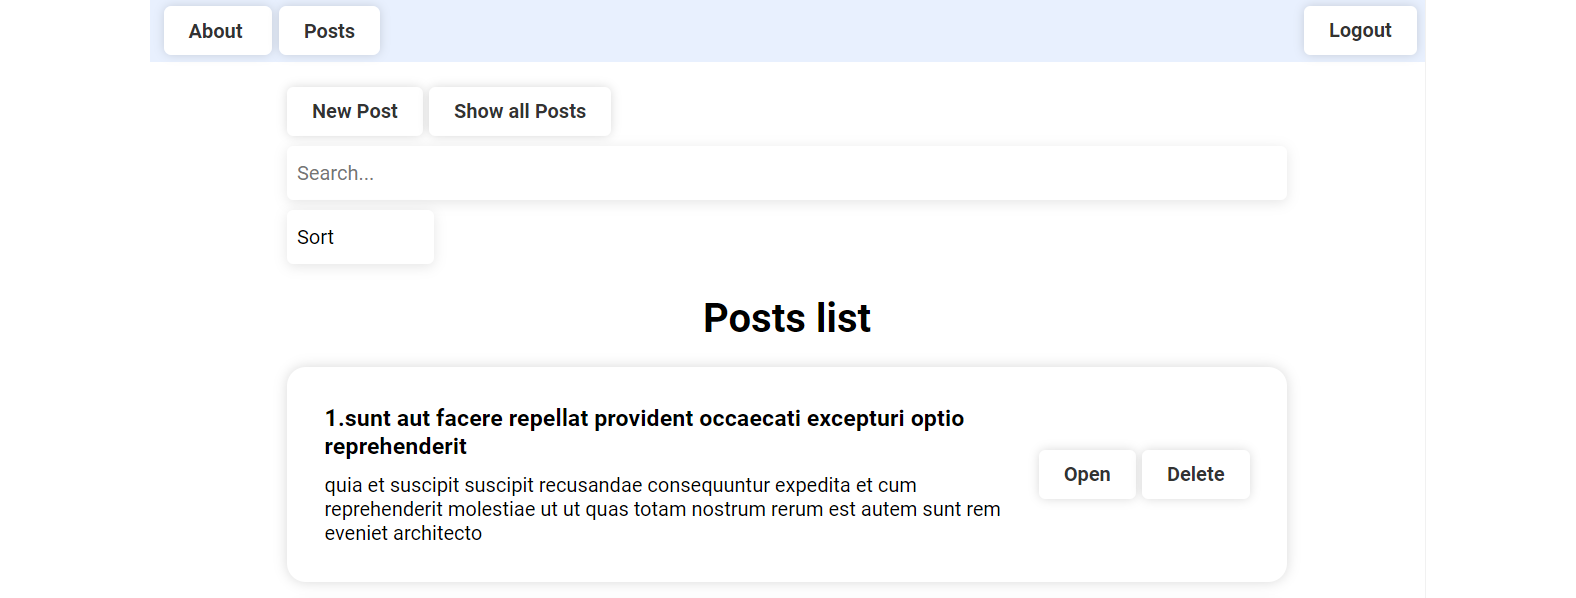 About Posts Logout
New Post Show all Posts
Search...
Sort
Posts list
1.sunt aut facere repellat provident occaecati excepturi optio
reprehenderit
quia et suscipit suscipit recusandae consequuntur expedita et cum
reprehenderit molestiae ut ut quas totam nostrum rerum est autem sunt rem
eveniet architecto
Open Delete